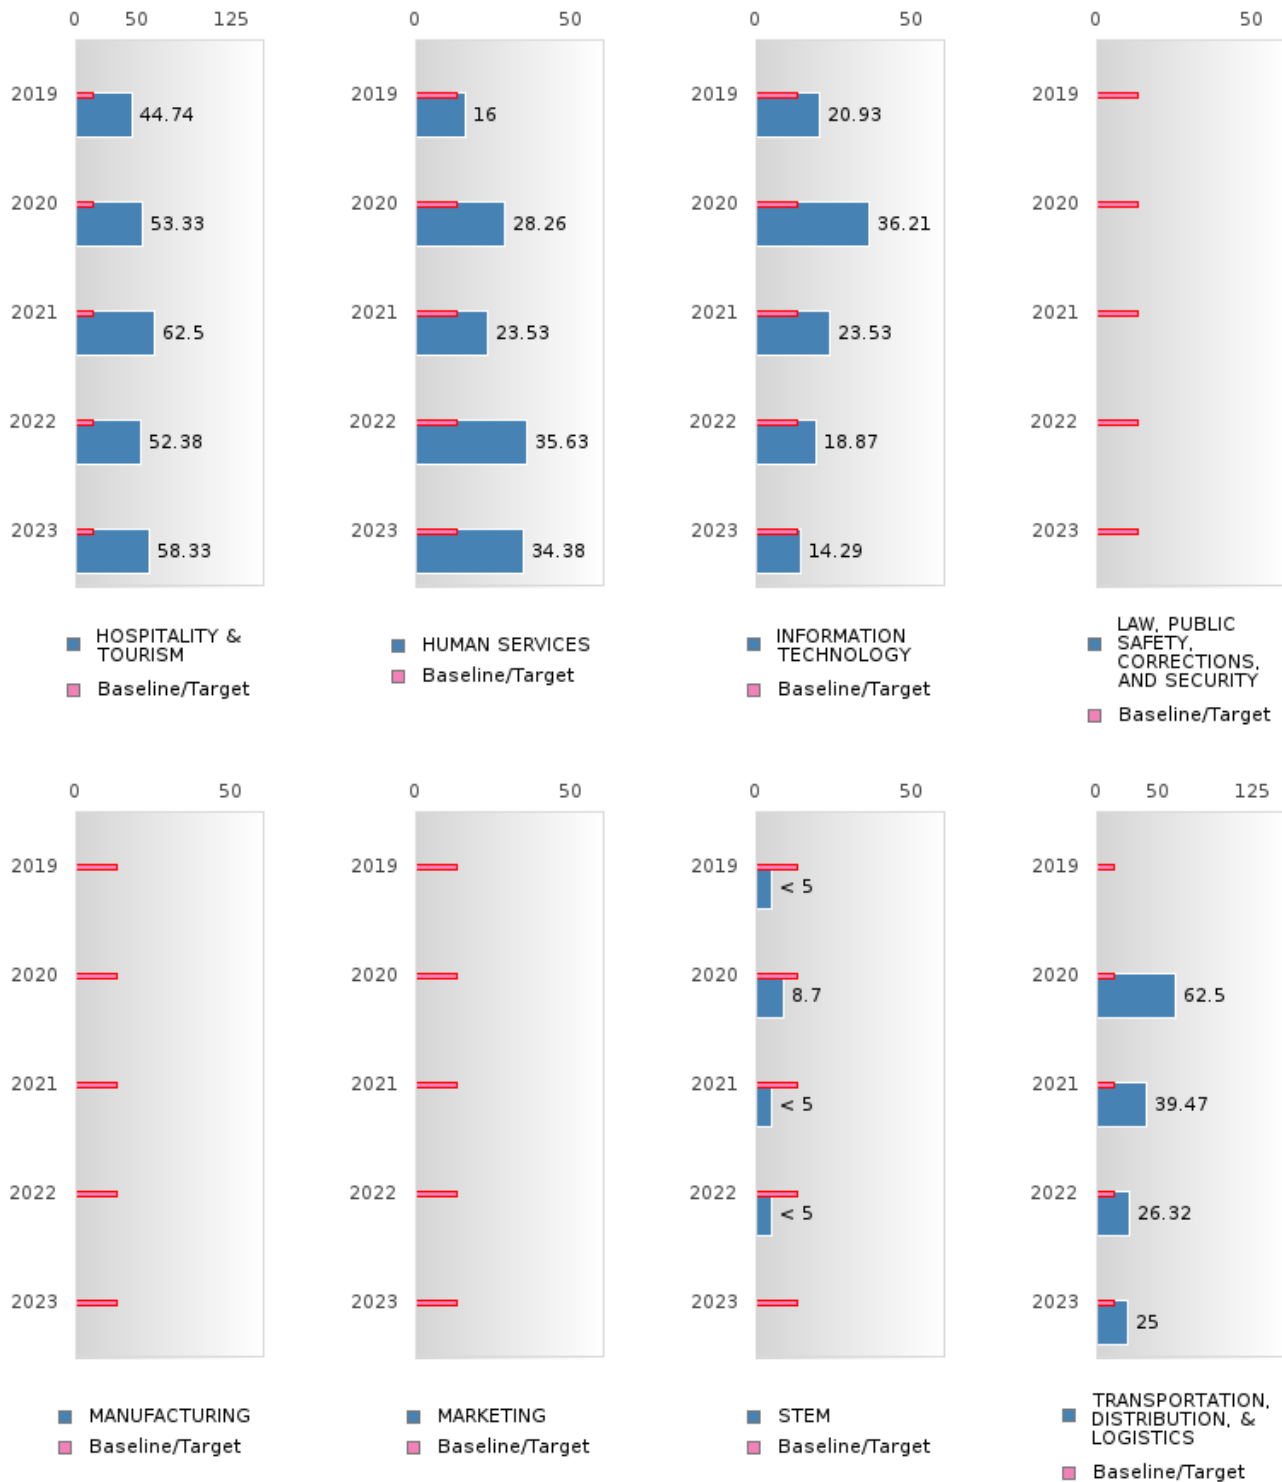 0 50 125
2019 44.74
2020 53.33
2021 62.5
2022 52.38
2023 58.33
HOSPITALITY &
TOURISM
Baseline/Target
0 50
2019 16
2020 28.26
2021 23.53
2022 35.63
2023 34.38
HUMAN SERVICES
Baseline/Target
0 50
2019 20.93
2020 36.21
2021 23.53
2022 18.87
2023 14.29
INFORMATION
TECHNOLOGY
Baseline/Target
0 50
2019
2020
2021
2022
2023
LAW, PUBLIC
SAFETY,
CORRECTIONS,
AND SECURITY
Baseline/Target
0 50
2019
2020
2021
2022
2023
MANUFACTURING
Baseline/Target
0 50
2019
2020
2021
2022
2023
MARKETING
Baseline/Target
0 50
2019 < 5
2020 8.7
2021 < 5
2022 < 5
2023
STEM
Baseline/Target
0 50 125
2019
2020 62.5
2021 39.47
2022 26.32
2023 25
TRANSPORTATION,
DISTRIBUTION, &
LOGISTICS
Baseline/Target